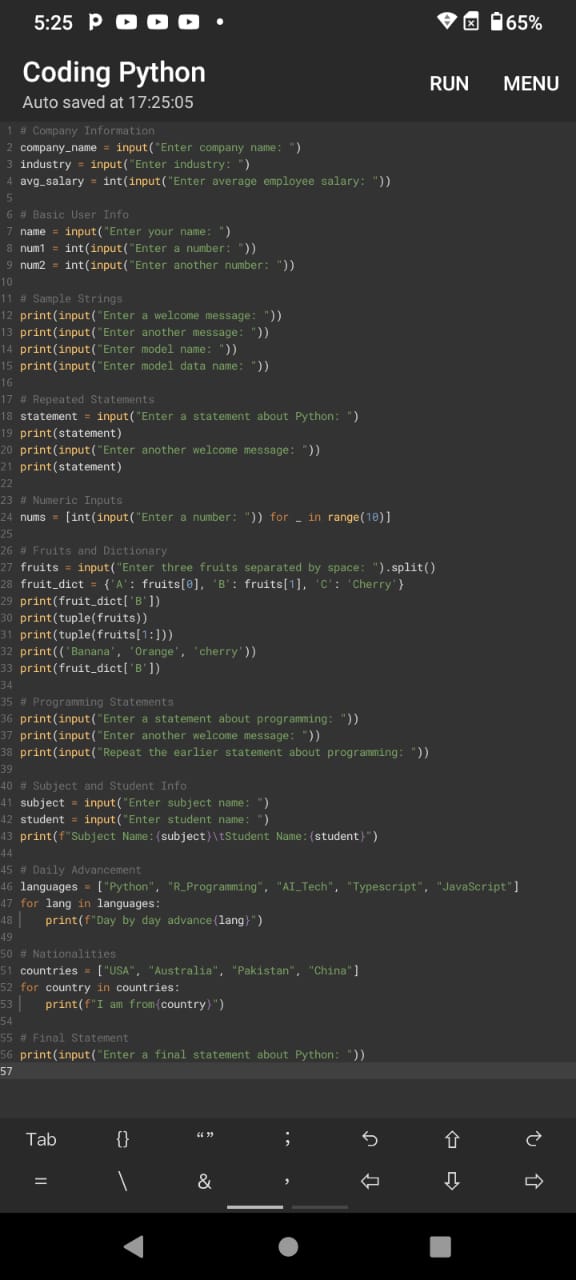 5:25
65%
Coding Python
Auto saved at 17:25:05
RUN
MENU
1 # Company Information
2 company_name = input("Enter company name: ")
3 industry = input("Enter industry: ")
4 avg_salary = int(input("Enter average employee salary: "))
5
6 # Basic User Info
7 name = input("Enter your name: ")
8 num1 = int(input("Enter a number: "))
9 num2 = int(input("Enter another number: "))
10
11 # Sample Strings
12 print(input("Enter a welcome message: "))
13 print(input("Enter another message: "))
14 print(input("Enter model name: "))
15 print(input("Enter model data name: "))
16
17 # Repeated Statements
18 statement = input("Enter a statement about Python: ")
19 print(statement)
20 print(input("Enter another welcome message: "))
21 print(statement)
22
23 # Numeric Inputs
24 nums = [int(input("Enter a number: ")) for _ in range(10)]
25
26 # Fruits and Dictionary
27 fruits = input("Enter three fruits separated by space: ").split()
28 fruit_dict = {'A': fruits[0], 'B': fruits[1], 'C': 'Cherry'}
29 print(fruit_dict['B'])
30 print(tuple(fruits))
31 print(tuple(fruits[1:]))
32 print(('Banana', 'Orange', 'cherry'))
33 print(fruit_dict['B'])
34
35 # Programming Statements
36 print(input("Enter a statement about programming: "))
37 print(input("Enter another welcome message: "))
38 print(input("Repeat the earlier statement about programming: "))
39
40 # Subject and Student Info
41 subject = input("Enter subject name: ")
42 student = input("Enter student name: ")
43 print(f"Subject Name:{subject}\tStudent Name:{student}")
44
45 # Daily Advancement
46 languages = ["Python", "R_Programming", "AI_Tech", "Typescript", "JavaScript"]
47 for lang in languages:
48     print(f"Day by day advance{lang}")
49
50 # Nationalities
51 countries = ["USA", "Australia", "Pakistan", "China"]
52 for country in countries:
53     print(f"I am from{country}")
54
55 # Final Statement
56 print(input("Enter a final statement about Python: "))
57
Tab {} “” ;
= \ & ,